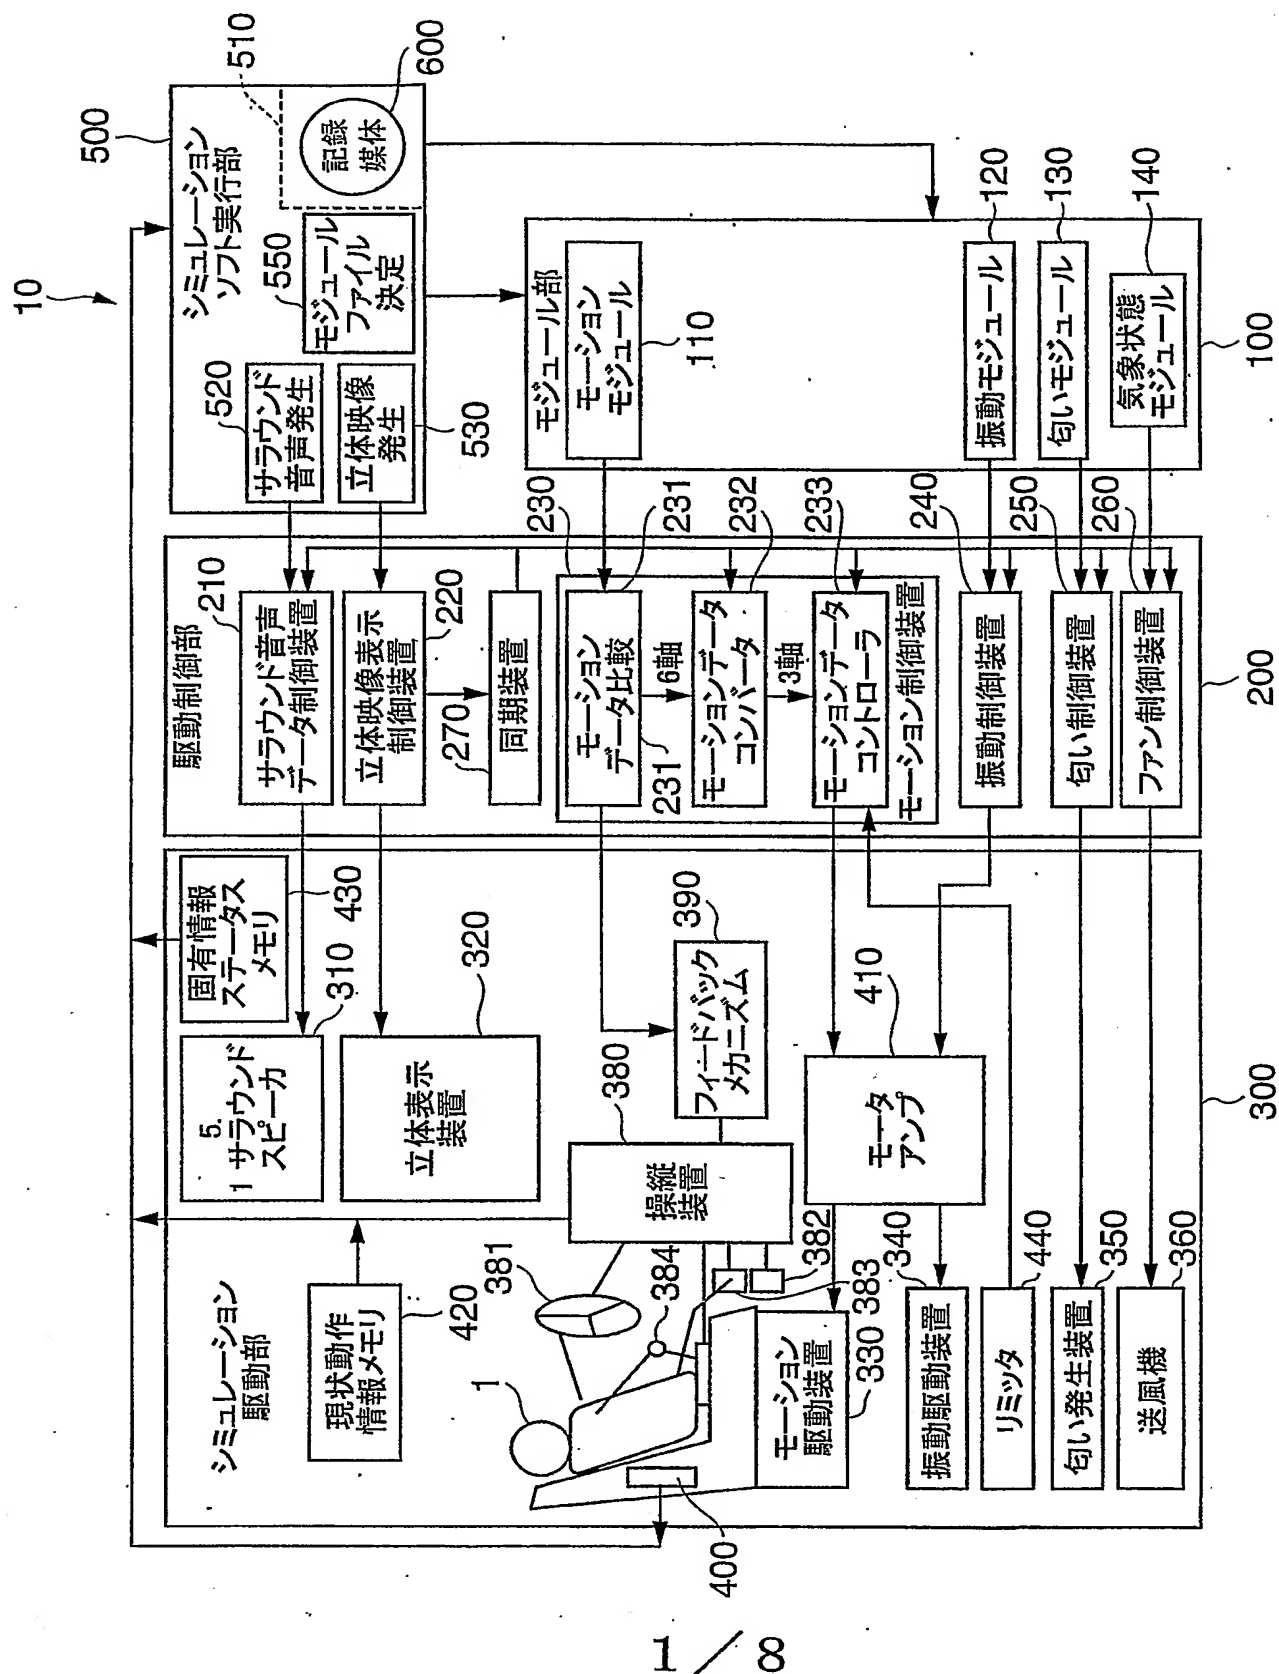 10
500
シミュレーション
ソフト実行部
510
記録
媒体
600
550
モジュール
ファイル
決定
520
サラウンド
音声発生
立体映像
発生
530
モジュール部
モーション
モジュール
110
振動モジュール
120
匂いモジュール
130
気象状態
モジュール
140
100
駆動制御部
210
サラウンド音声
データ制御装置
立体映像表示
制御装置
220
270
同期装置
230
モーション
データ比較
231
231
6軸
モーションデータ
コンバータ
232
3軸
モーションデータ
コントローラ
233
モーション制御装置
240
振動制御装置
250
匂い制御装置
260
ファン制御装置
200
シミュレーション
駆動部
固有情報
ステータス
メモリ
430
5.
1 サラウンド
スピーカ
310
立体表示
装置
320
現状動作
情報メモリ
420
380
操縦
装置
390
フィードバック
メカニズム
381
384
382
383
1
400
410
モータ
アンプ
モーション
駆動装置
330
340
振動駆動装置
440
リミッタ
350
匂い発生装置
360
送風機
300
1/8